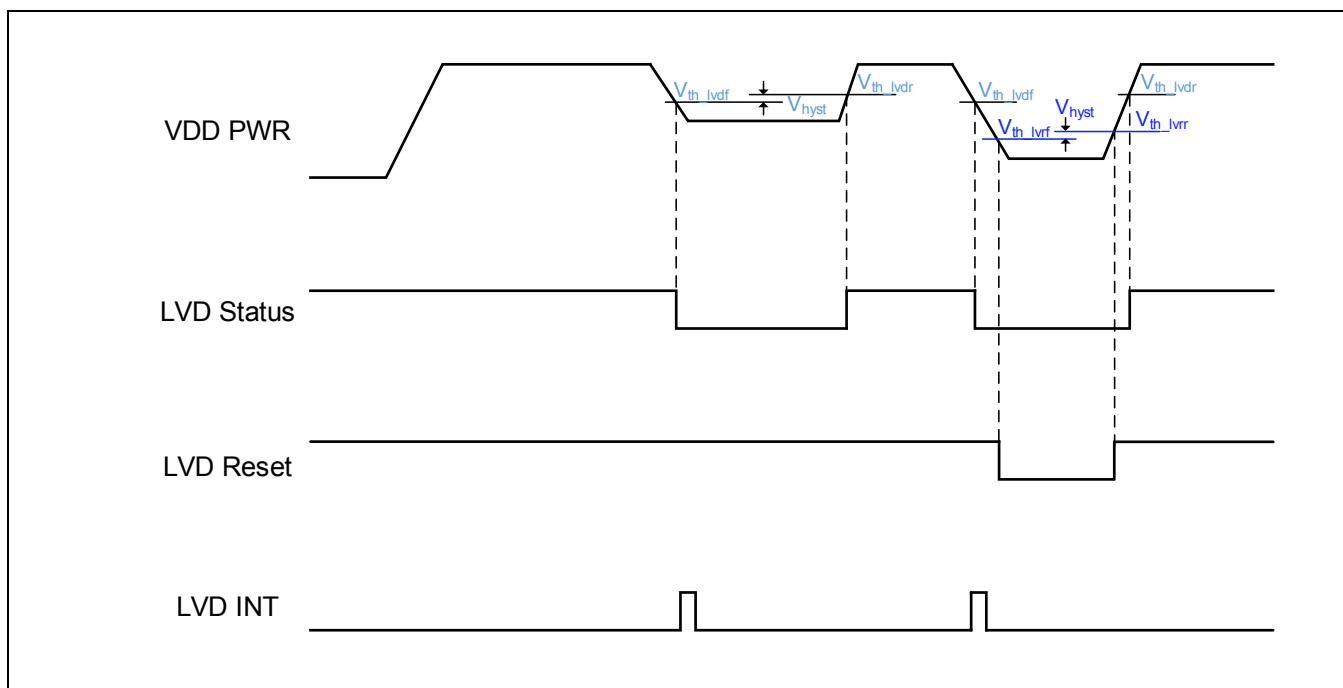 VDD PWR
Vth_lvdf
Vhyst
Vth_lvdr
Vth_lvdf
Vth_lvrf
Vhyst
Vth_lvdr
Vth_lvrr
LVD Status
LVD Reset
LVD INT